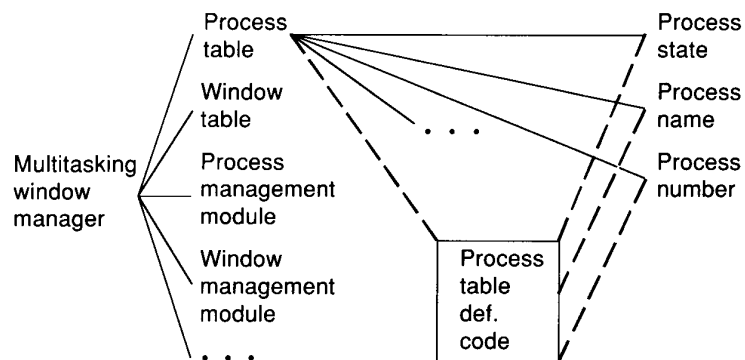 Process
table
Window
table
Multitasking
window
manager
Process
management
module
Window
management
module
. . .
. . .
Process
state
Process
name
Process
number
Process
table
def.
code